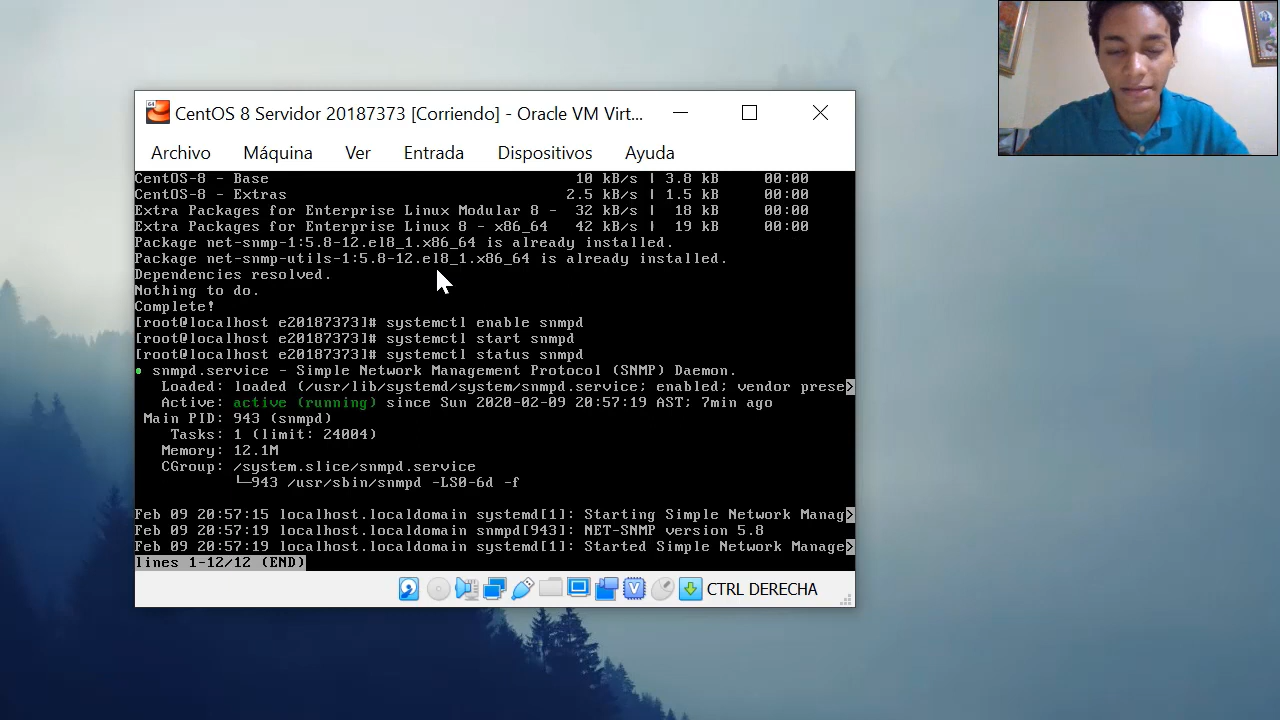 64
CentOS 8 Servidor 20187373 [Corriendo] - Oracle VM Virt...
Archivo Máquina Ver Entrada Dispositivos Ayuda
CentOS-8 - Base 10 kB/s | 3.8 kB 00:00
CentOS-8 - Extras 2.5 kB/s | 1.5 kB 00:00
Extra Packages for Enterprise Linux Modular 8 - 32 kB/s | 18 kB 00:00
Extra Packages for Enterprise Linux 8 - x86_64 42 kB/s | 19 kB 00:00
Package net-snmp-1:5.8-12.el8_1.x86_64 is already installed.
Package net-snmp-utils-1:5.8-12.el8_1.x86_64 is already installed.
Dependencies resolved.
Nothing to do.
Complete!
[root@localhost e20187373]# systemctl enable snmpd
[root@localhost e20187373]# systemctl start snmpd
[root@localhost e20187373]# systemctl status snmpd
● snmpd.service - Simple Network Management Protocol (SNMP) Daemon.
Loaded: loaded (/usr/lib/systemd/system/snmpd.service; enabled; vendor prese>
Active: active (running) since Sun 2020-02-09 20:57:19 AST; 7min ago
Main PID: 943 (snmpd)
Tasks: 1 (limit: 24004)
Memory: 12.1M
CGroup: /system.slice/snmpd.service
└─943 /usr/sbin/snmpd -LS0-6d -f
Feb 09 20:57:15 localhost.localdomain systemd[1]: Starting Simple Network Manag>
Feb 09 20:57:19 localhost.localdomain snmpd[943]: NET-SNMP version 5.8
Feb 09 20:57:19 localhost.localdomain systemd[1]: Started Simple Network Manage>
lines 1-12/12 (END)
CTRL DERECHA